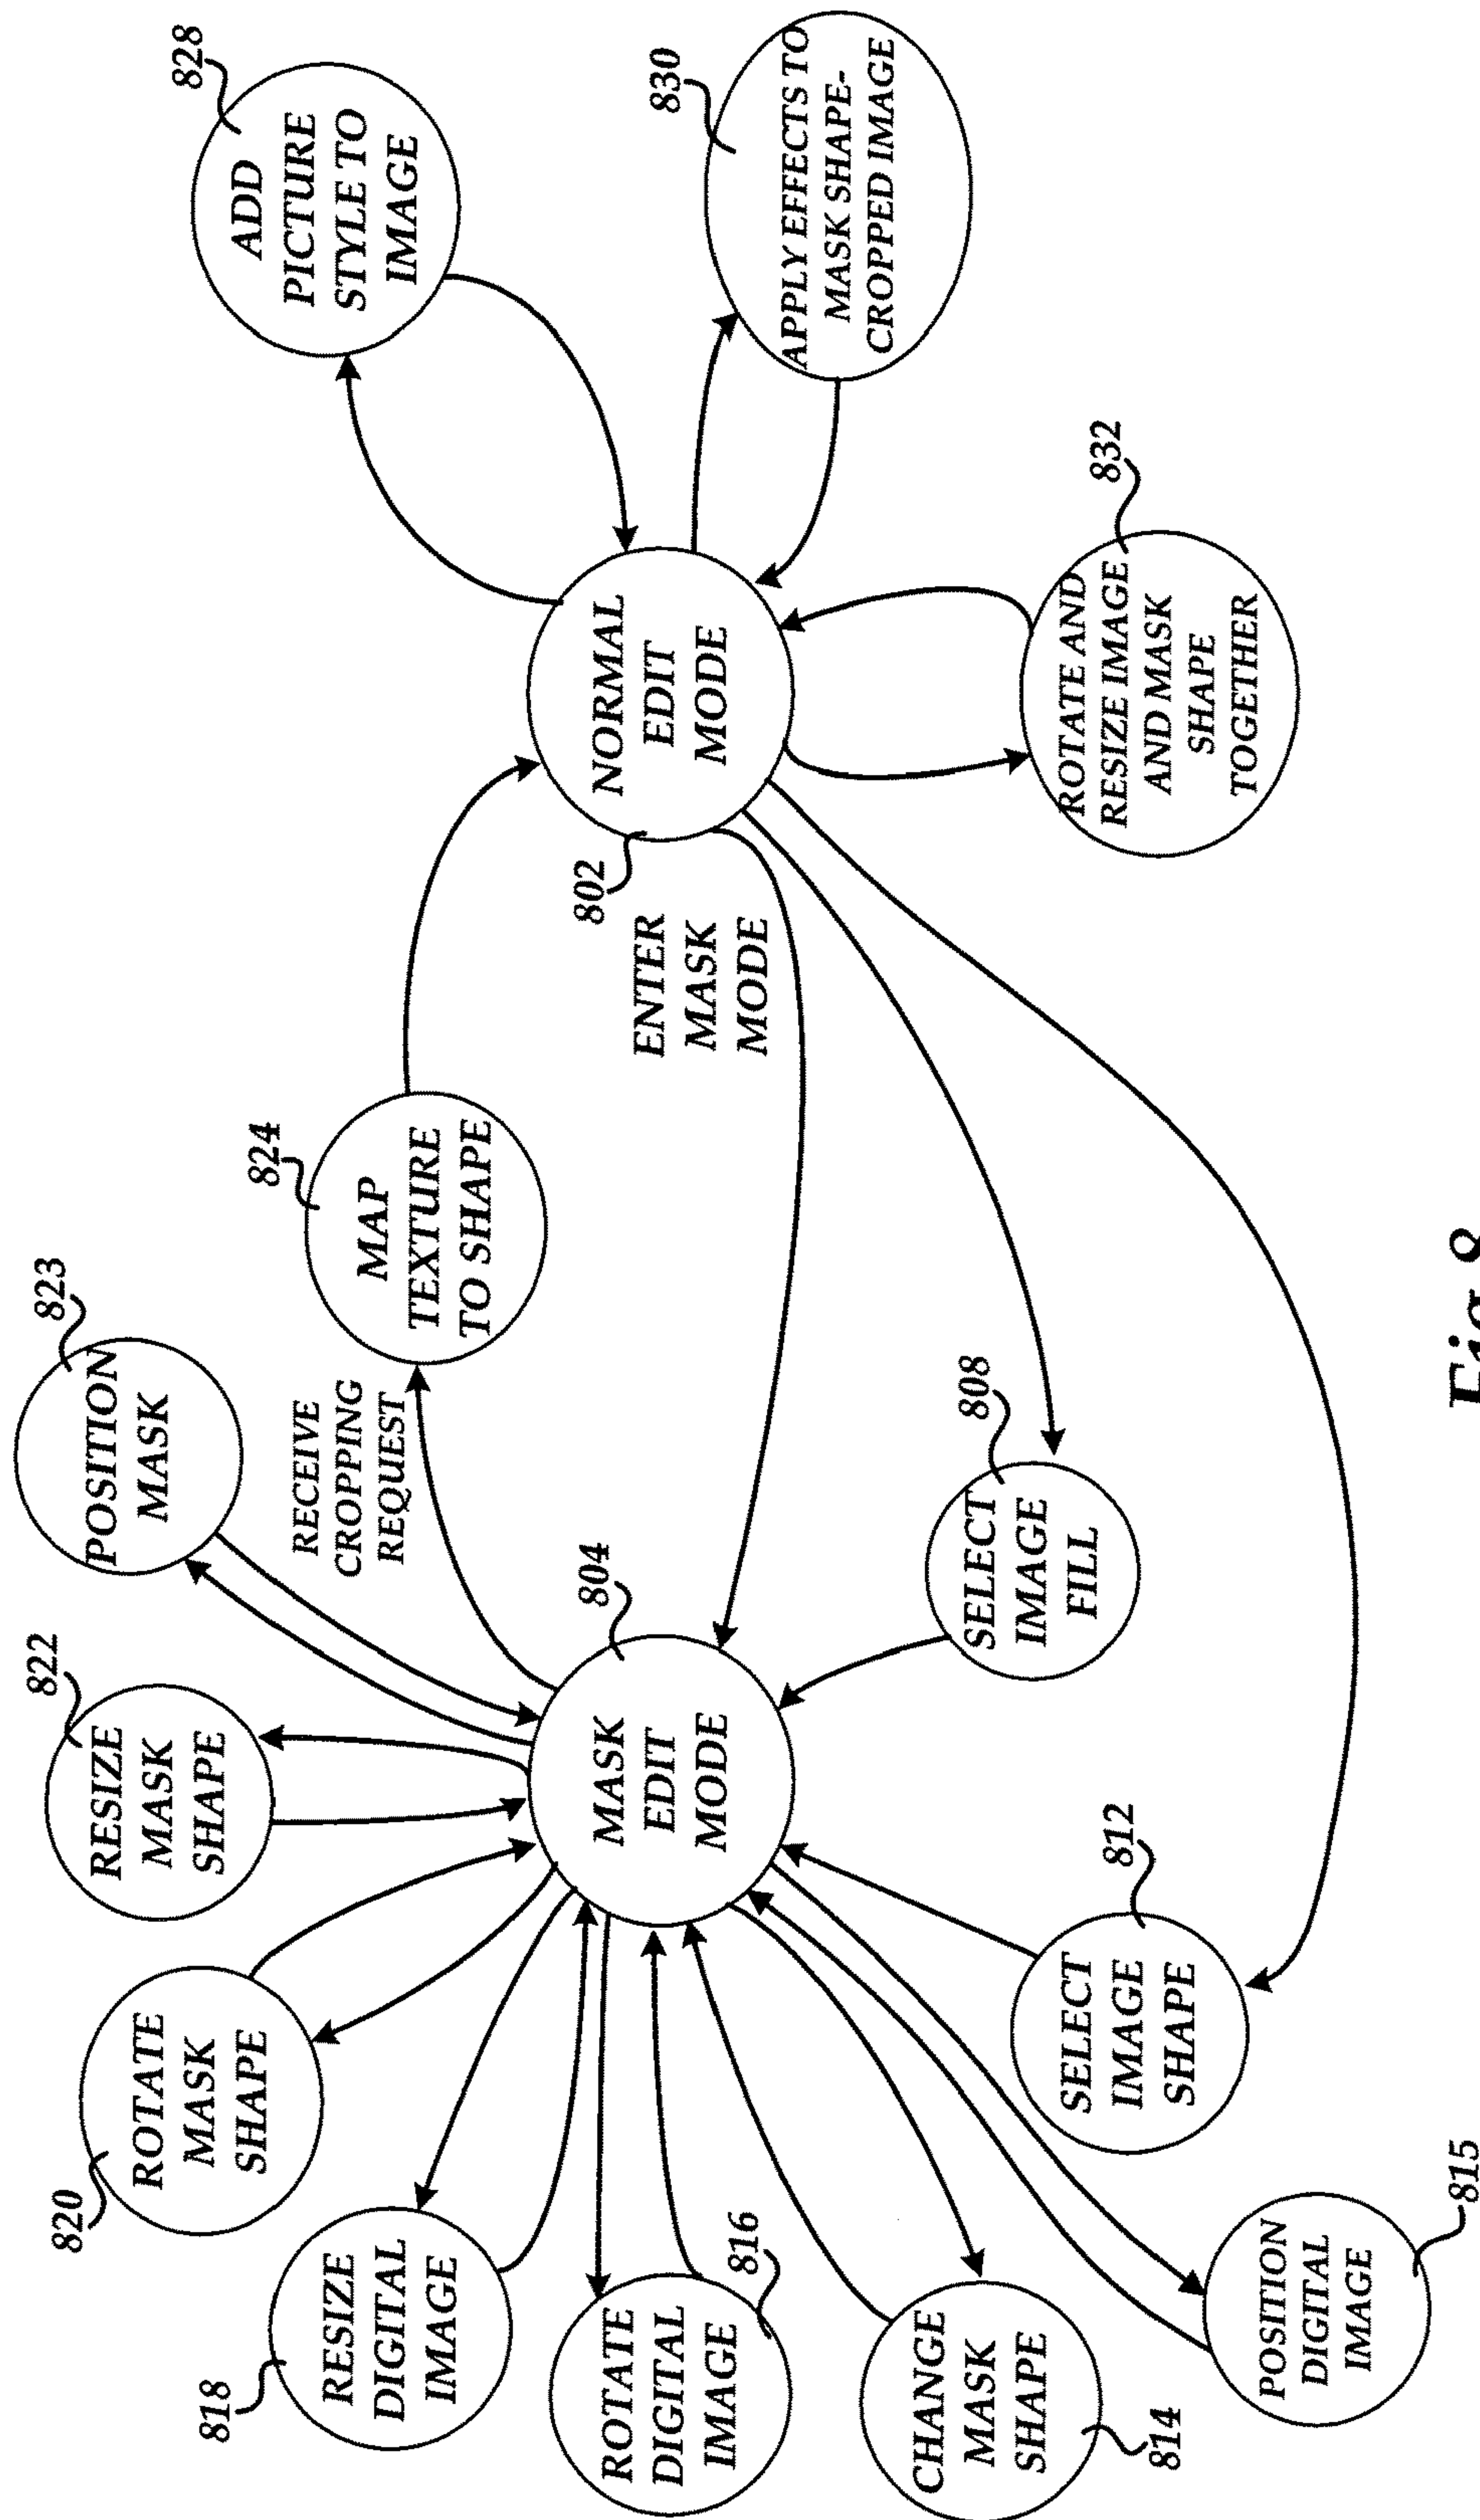 828
ADD
PICTURE
STYLE TO
IMAGE
830
APPLY EFFECTS TO
MASK SHAPE-
CROPPED IMAGE
832
ROTATE AND
RESIZE IMAGE
AND MASK
SHAPE
TOGETHER
NORMAL
EDIT
MODE
802
ENTER
MASK
MODE
824
MAP
TEXTURE
TO SHAPE
823
POSITION
MASK
RECEIVE
CROPPING
REQUEST
808
SELECT
IMAGE
FILL
804
MASK
EDIT
MODE
822
RESIZE
MASK
SHAPE
820
ROTATE
MASK
SHAPE
818
RESIZE
DIGITAL
IMAGE
816
ROTATE
DIGITAL
IMAGE
814
CHANGE
MASK
SHAPE
812
SELECT
IMAGE
SHAPE
815
POSITION
DIGITAL
IMAGE
Fig. 8